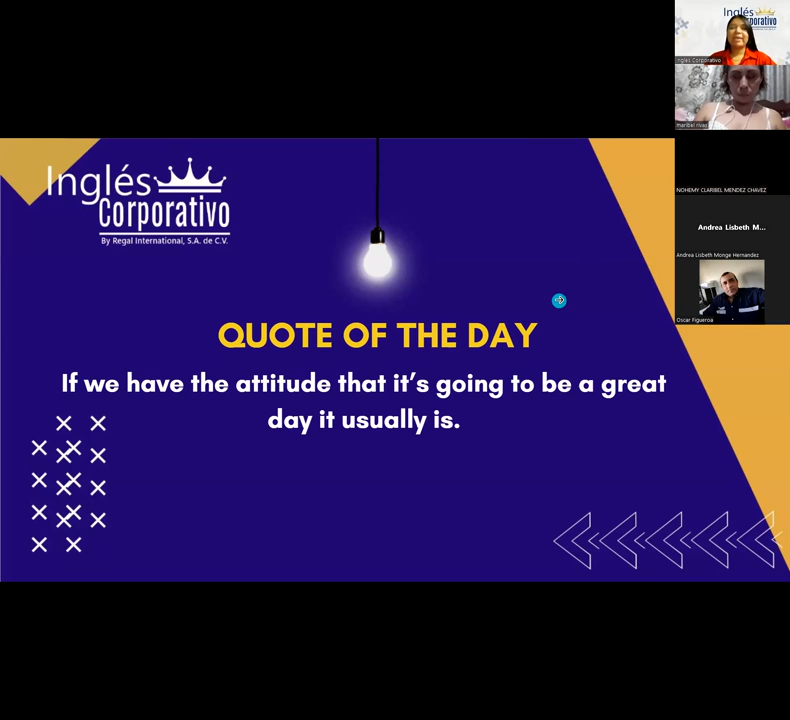 Inglés
Corporativo
By Regal International, S.A. de C.V.
QUOTE OF THE DAY
If we have the attitude that it’s going to be a great
day it usually is.
Inglés
Corporativo
Inglés Corporativo
maribel rivas
NOHEMY CLARIBEL MENDEZ CHAVEZ
Andrea Lisbeth M...
Andrea Lisbeth Monge Hernandez
Oscar Figueroa